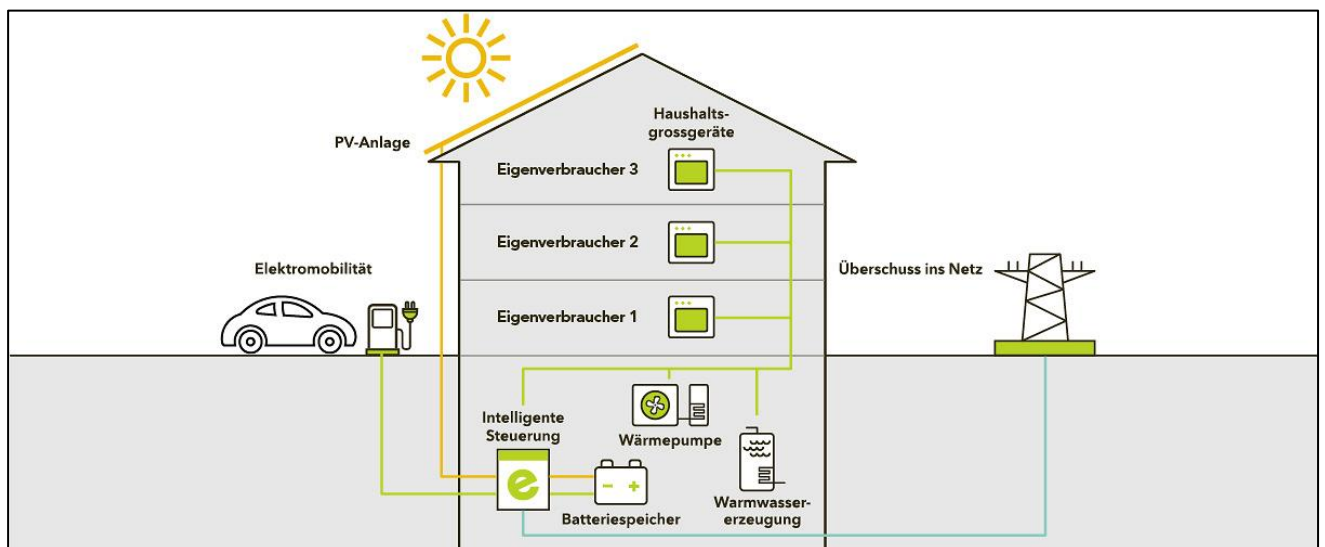 Haushalts-
grossgeräte
PV-Anlage
Eigenverbraucher 3
Eigenverbraucher 2
Elektromobilität
Überschuss ins Netz
Eigenverbraucher 1
Intelligente
Steuerung
Wärmepumpe
e
Batteriespeicher
Warmwasser-
erzeugung